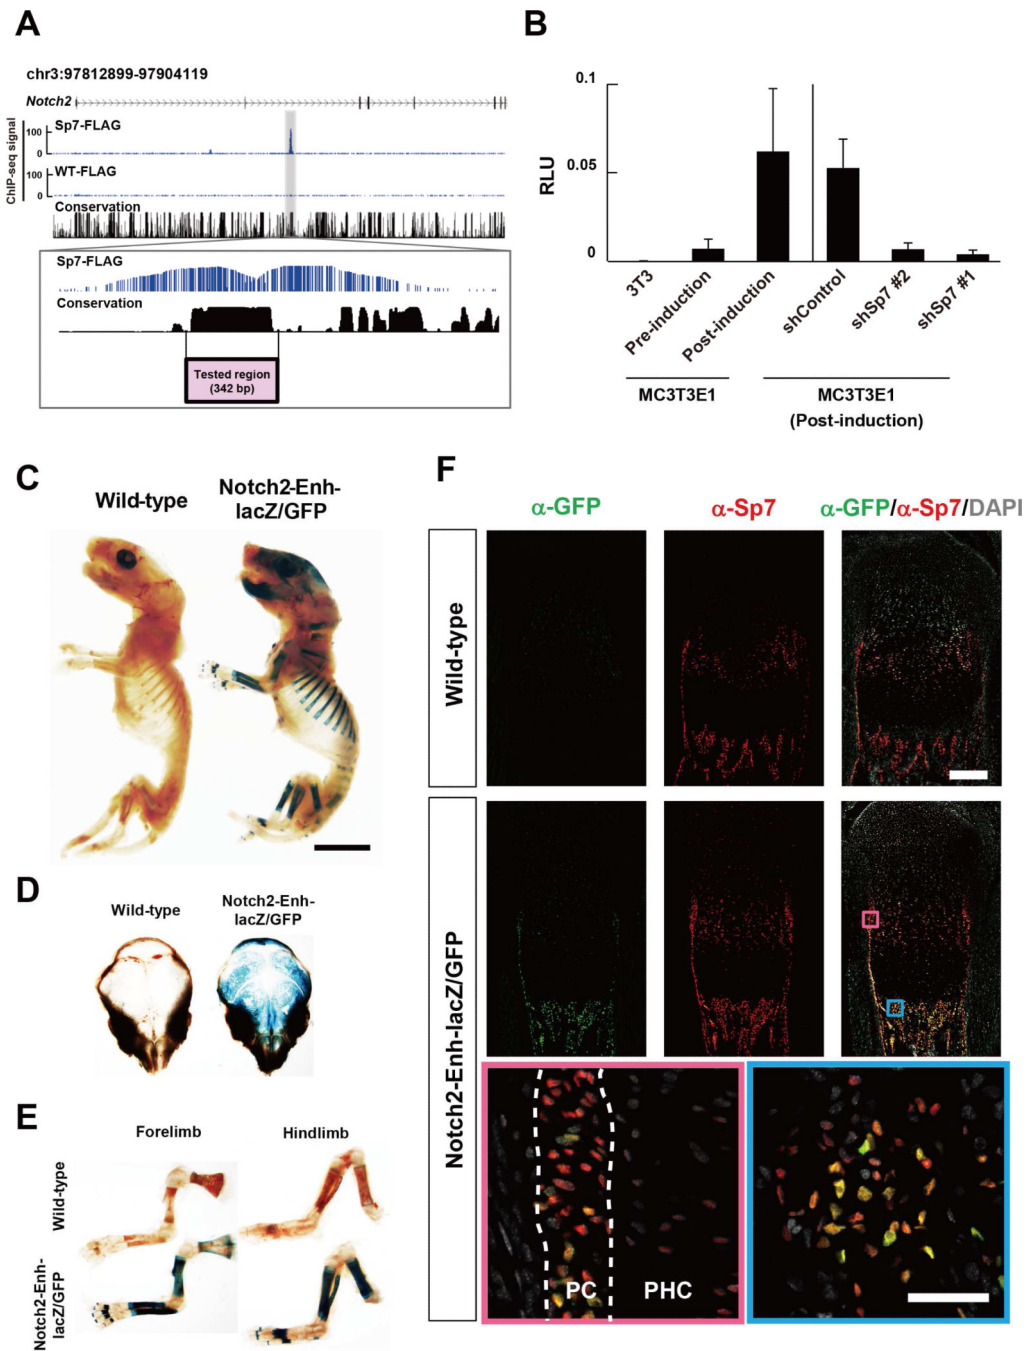 A
chr3:97812899-97904119
Notch2
ChIP-seq signal
100
0
Sp7-FLAG
100
0
WT-FLAG
Conservation
Sp7-FLAG
Conservation
Tested region
(342 bp)
B
RLU
0.1
0.05
0
3T3
Pre-induction
Post-induction
shControl
shSp7 #2
shSp7 #1
MC3T3E1
MC3T3E1
(Post-induction)
C
Wild-type
Notch2-Enh-
lacZ/GFP
D
Wild-type
Notch2-Enh-
lacZ/GFP
E
Forelimb
Hindlimb
Wild-type
Notch2-Enh-
lacZ/GFP
F
α-GFP
α-Sp7
α-GFP/α-Sp7/DAPI
Wild-type
Notch2-Enh-lacZ/GFP
PC
PHC